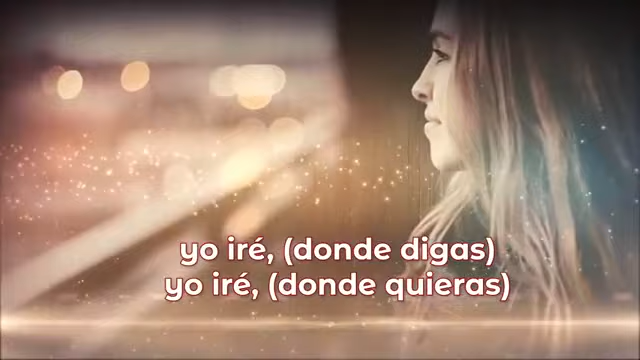 yo iré, (donde digas)
yo iré, (donde quieras)